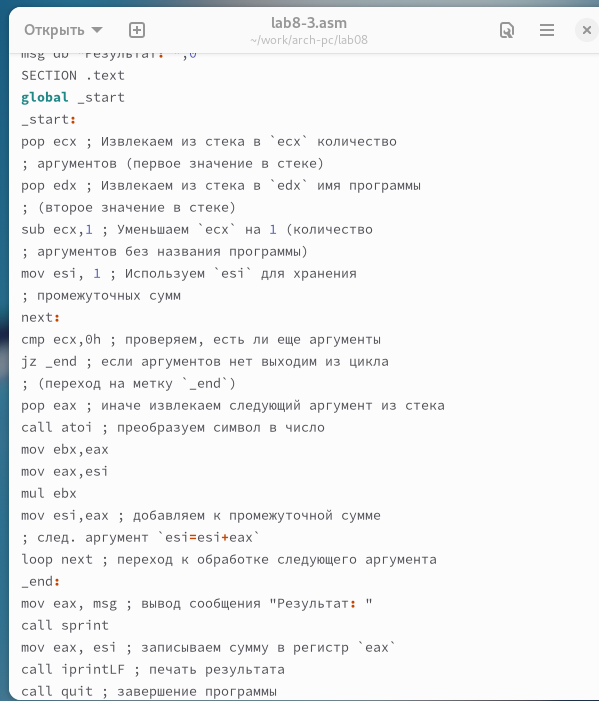 Открыть
lab8-3.asm
~/work/arch-pc/lab08
msg db "Результат: ",0
SECTION .text
global _start
_start:
pop ecx ; Извлекаем из стека в `ecx` количество
; аргументов (первое значение в стеке)
pop edx ; Извлекаем из стека в `edx` имя программы
; (второе значение в стеке)
sub ecx,1 ; Уменьшаем `ecx` на 1 (количество
; аргументов без названия программы)
mov esi, 1 ; Используем `esi` для хранения
; промежуточных сумм
next:
cmp ecx,0h ; проверяем, есть ли еще аргументы
jz _end ; если аргументов нет выходим из цикла
; (переход на метку `_end`)
pop eax ; иначе извлекаем следующий аргумент из стека
call atoi ; преобразуем символ в число
mov ebx,eax
mov eax,esi
mul ebx
mov esi,eax ; добавляем к промежуточной сумме
; след. аргумент `esi=esi+eax`
loop next ; переход к обработке следующего аргумента
_end:
mov eax, msg ; вывод сообщения "Результат: "
call sprint
mov eax, esi ; записываем сумму в регистр `eax`
call iprintLF ; печать результата
call quit ; завершение программы